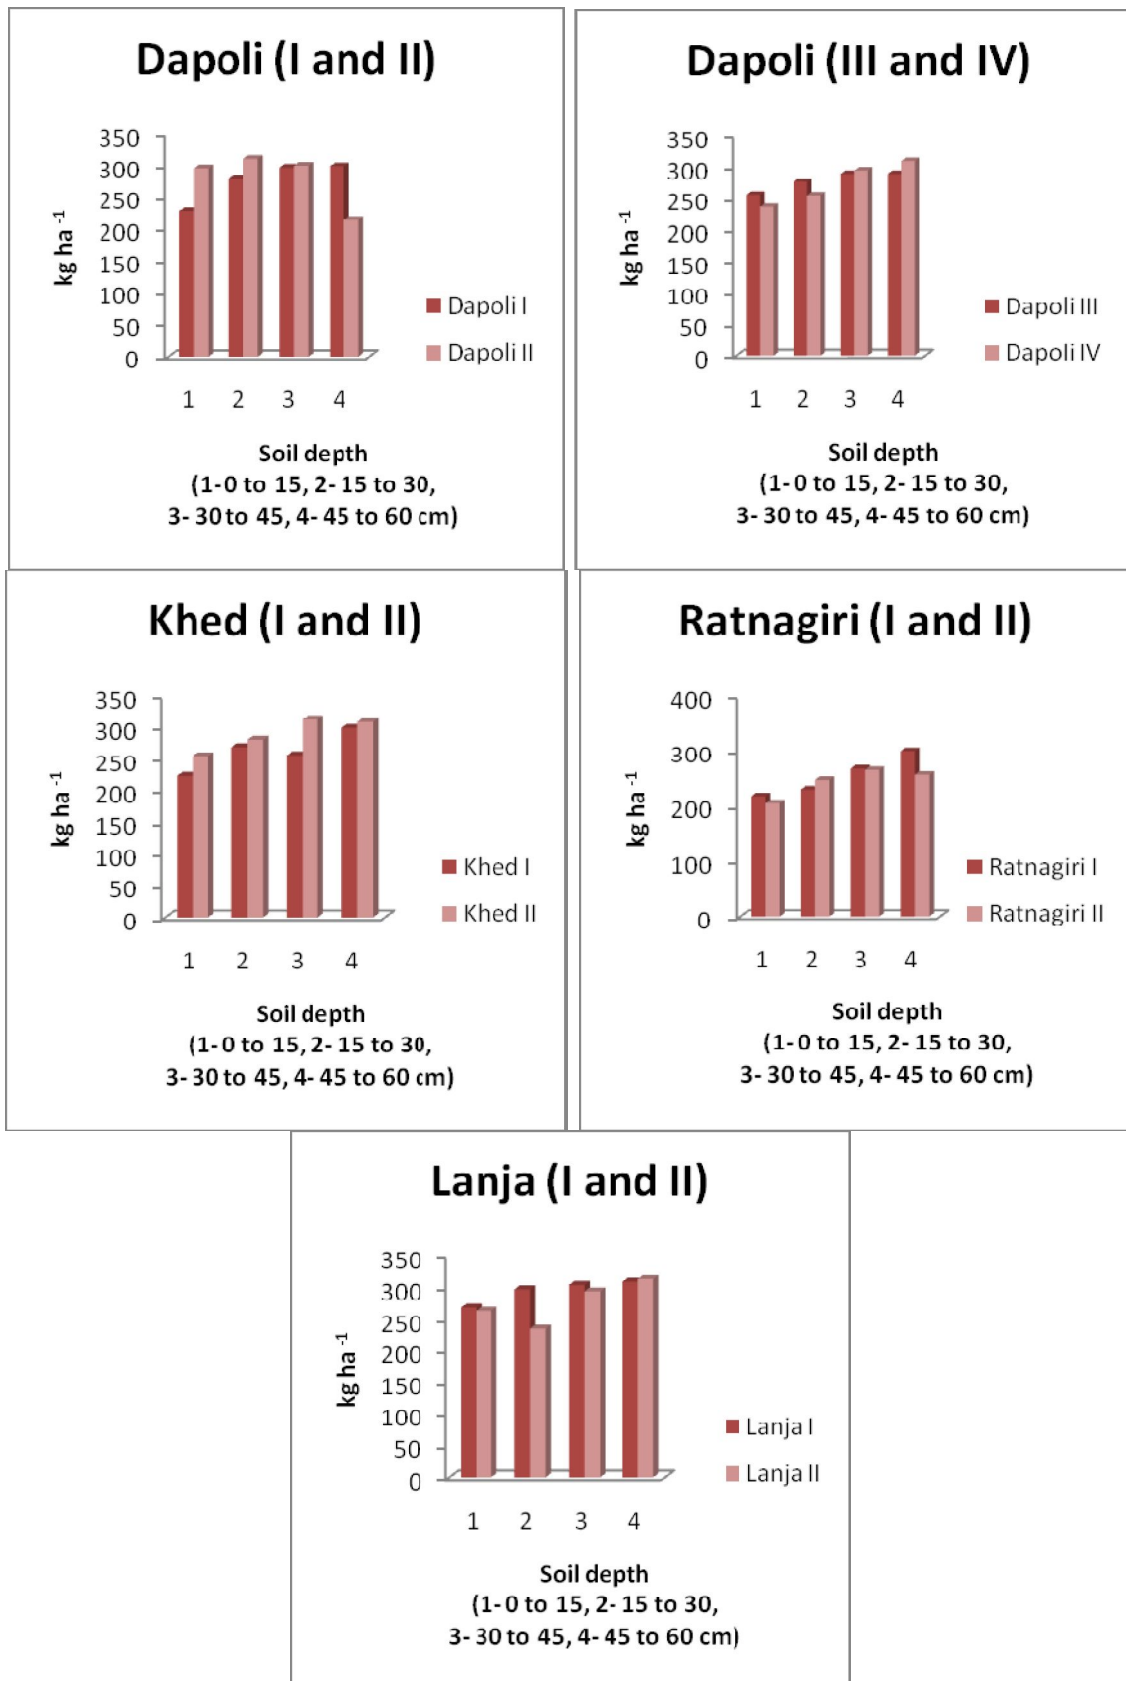 Dapoli (I and II)
350
300
250
200
150
100
50
0
kg ha -1
1 2 3 4
Dapoli I
Dapoli II
Soil depth
(1-0 to 15, 2- 15 to 30,
3- 30 to 45, 4- 45 to 60 cm)
Dapoli (III and IV)
350
300
250
200
150
100
50
0
kg ha -1
1 2 3 4
Dapoli III
Dapoli IV
Soil depth
(1-0 to 15, 2- 15 to 30,
3- 30 to 45, 4- 45 to 60 cm)
Khed (I and II)
350
300
250
200
150
100
50
0
kg ha -1
1 2 3 4
Khed I
Khed II
Soil depth
(1-0 to 15, 2- 15 to 30,
3- 30 to 45, 4- 45 to 60 cm)
Ratnagiri (I and II)
400
300
200
100
0
kg ha -1
1 2 3 4
Ratnagiri I
Ratnagiri II
Soil depth
(1-0 to 15, 2- 15 to 30,
3- 30 to 45, 4- 45 to 60 cm)
Lanja (I and II)
350
300
250
200
150
100
50
0
kg ha -1
1 2 3 4
Lanja I
Lanja II
Soil depth
(1-0 to 15, 2- 15 to 30,
3- 30 to 45, 4- 45 to 60 cm)